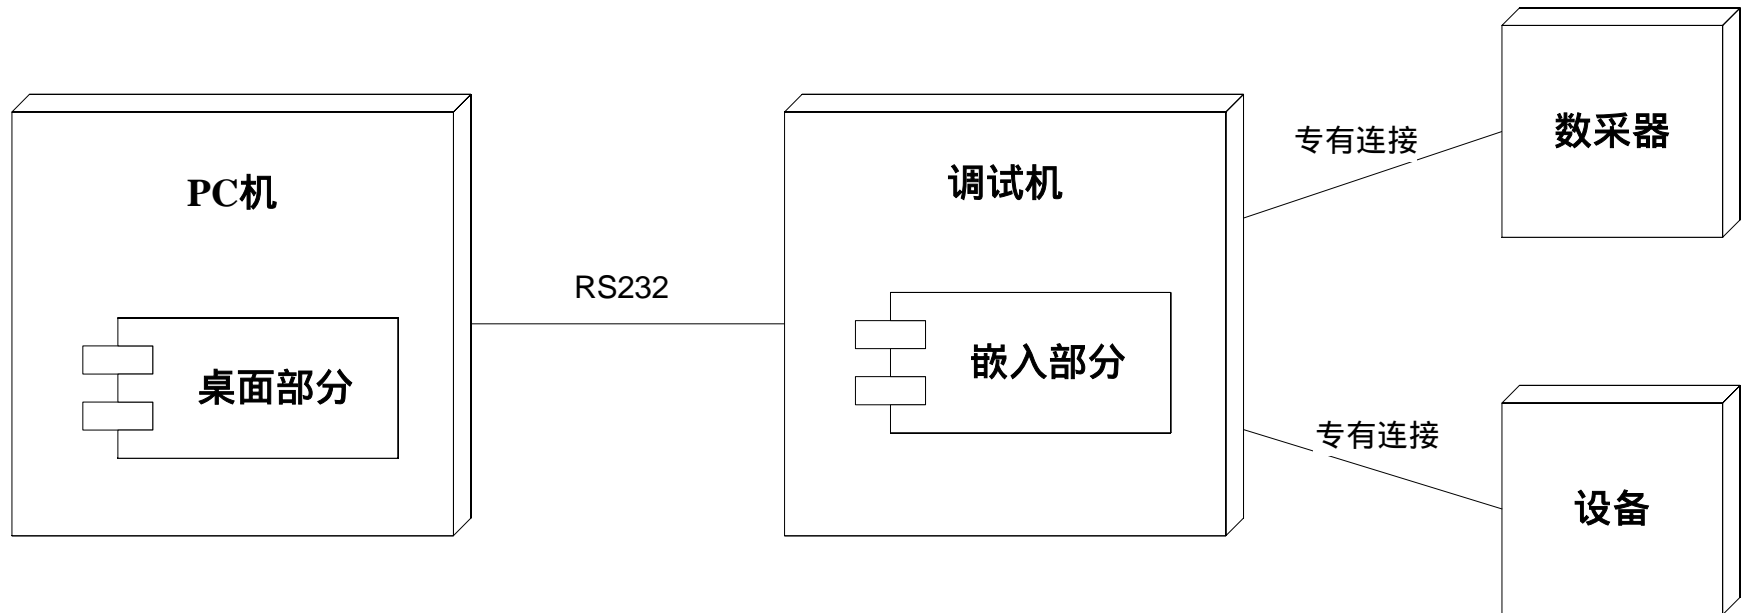 PC机
桌面部分
RS232
调试机
嵌入部分
专有连接
数采器
专有连接
设备